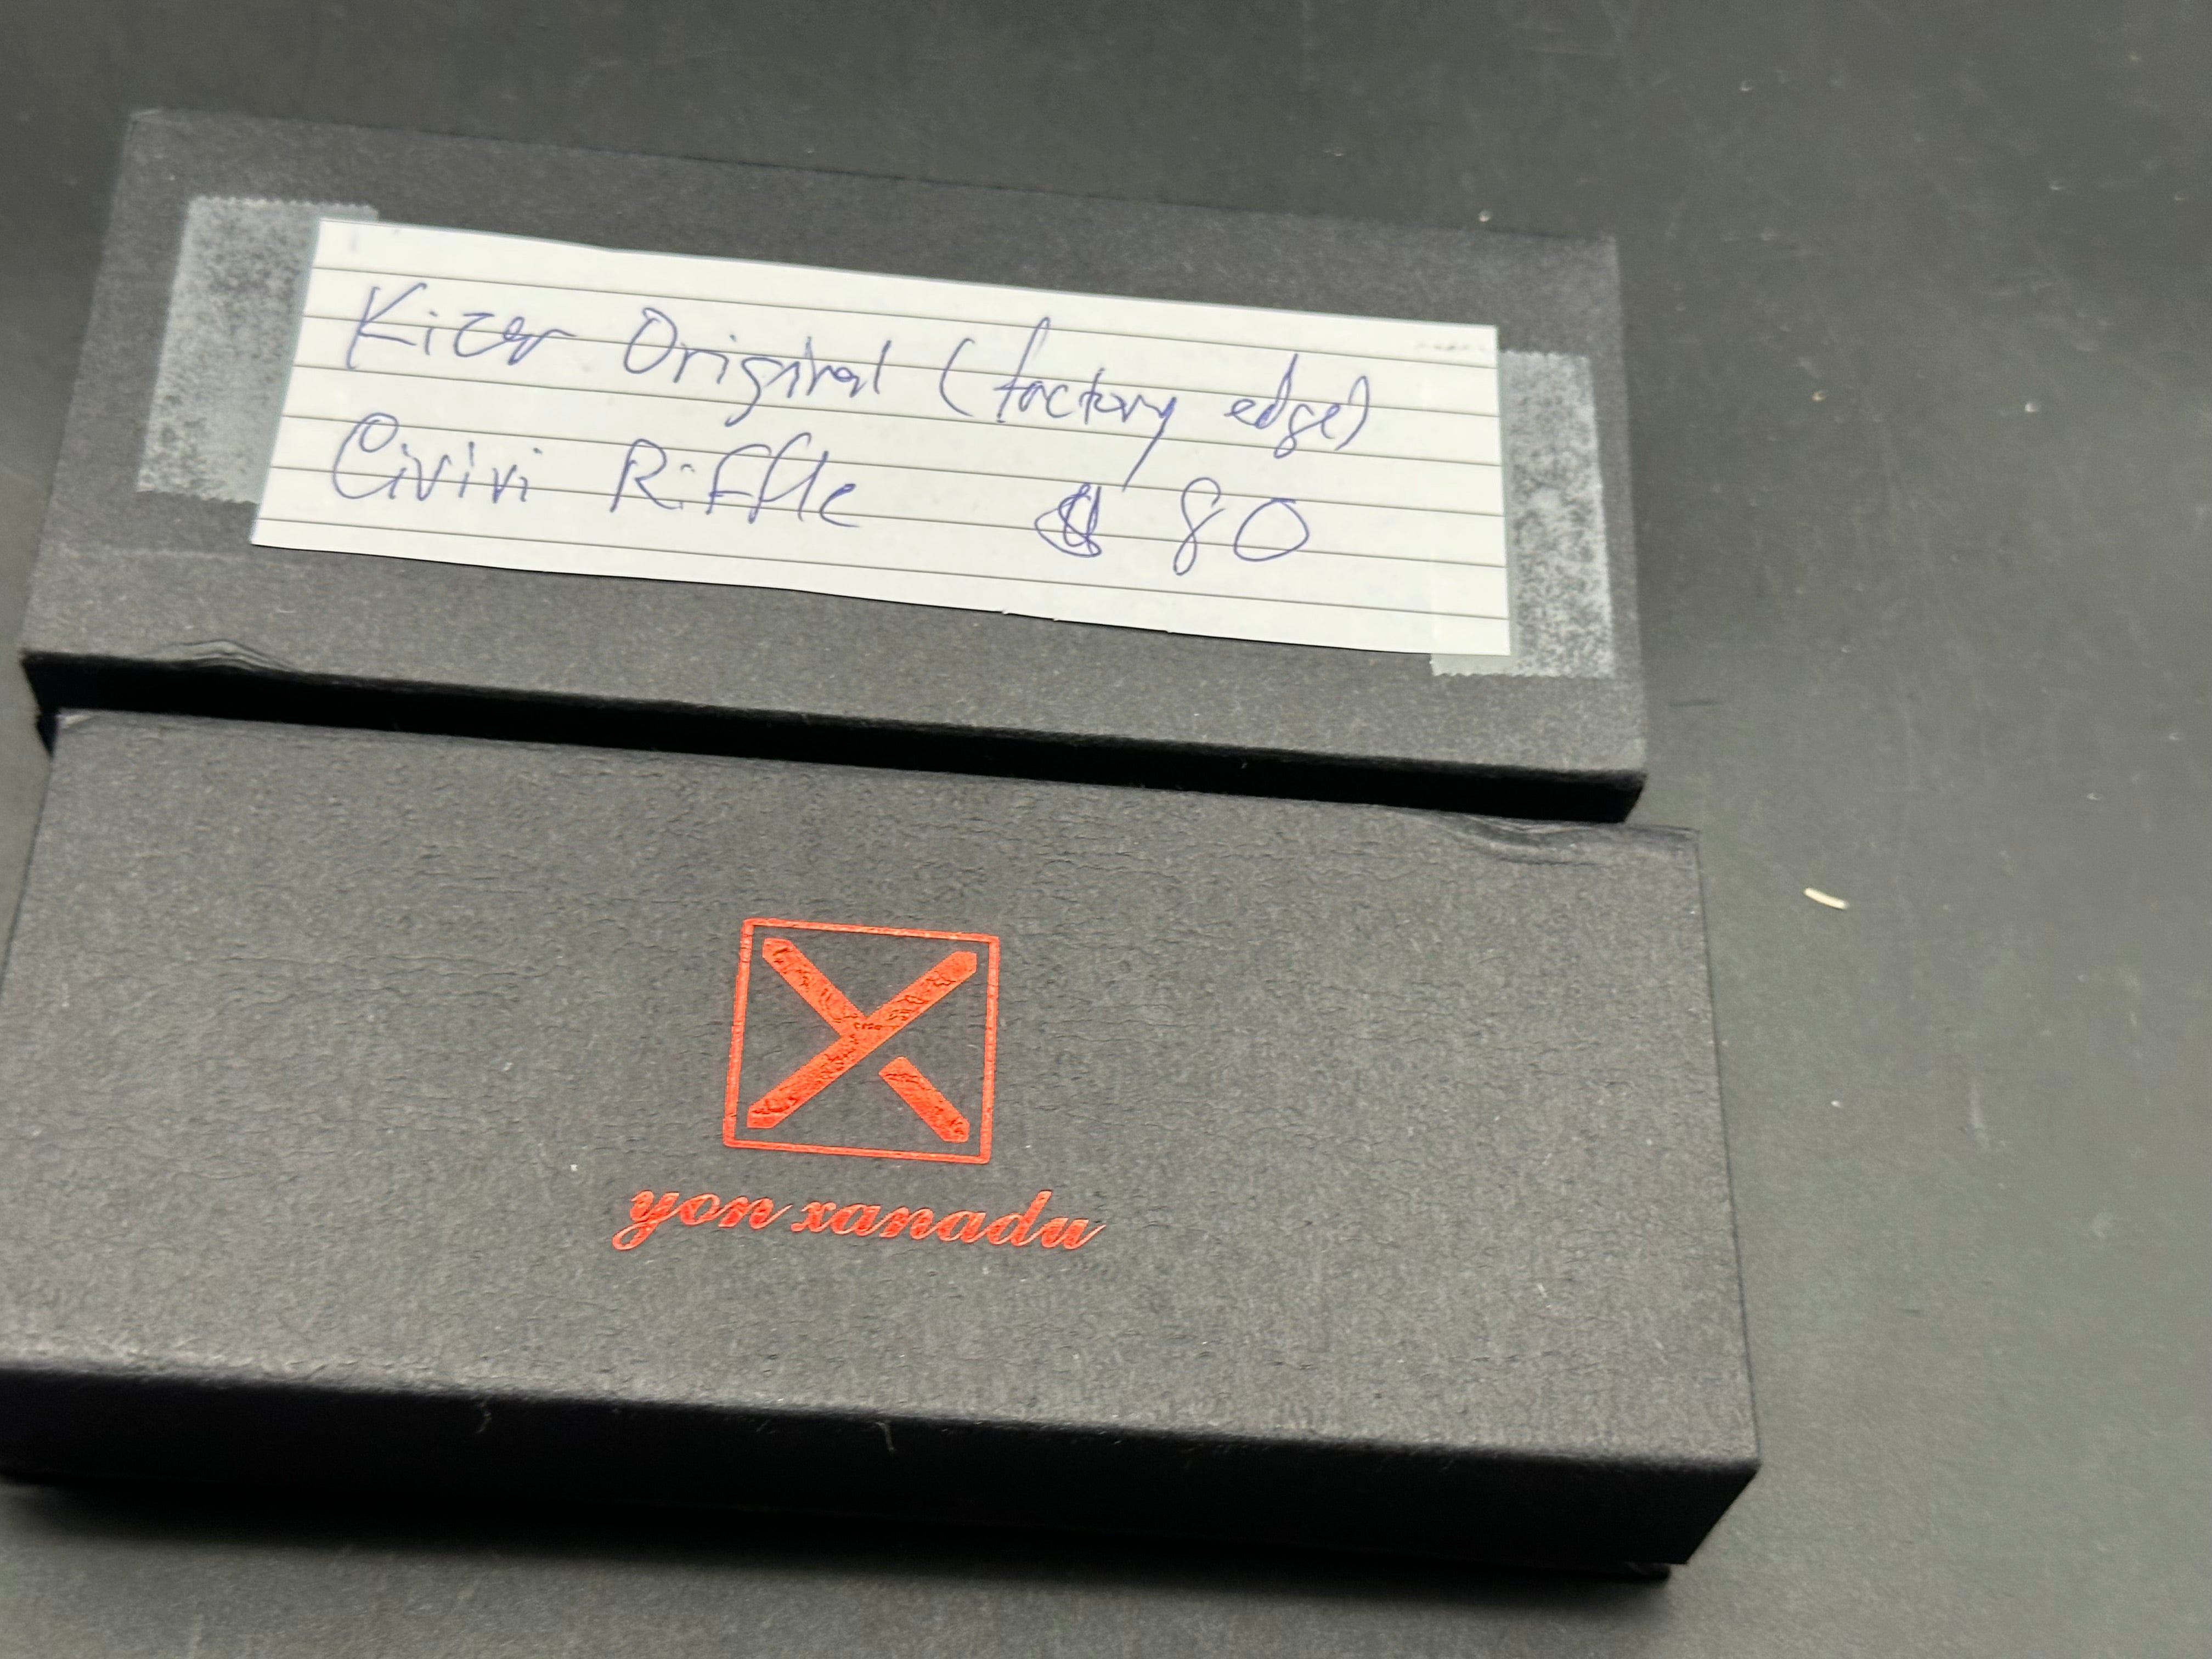 Kizer Original (factory edge)
Civivi Riffle $ 80
yon xanadu